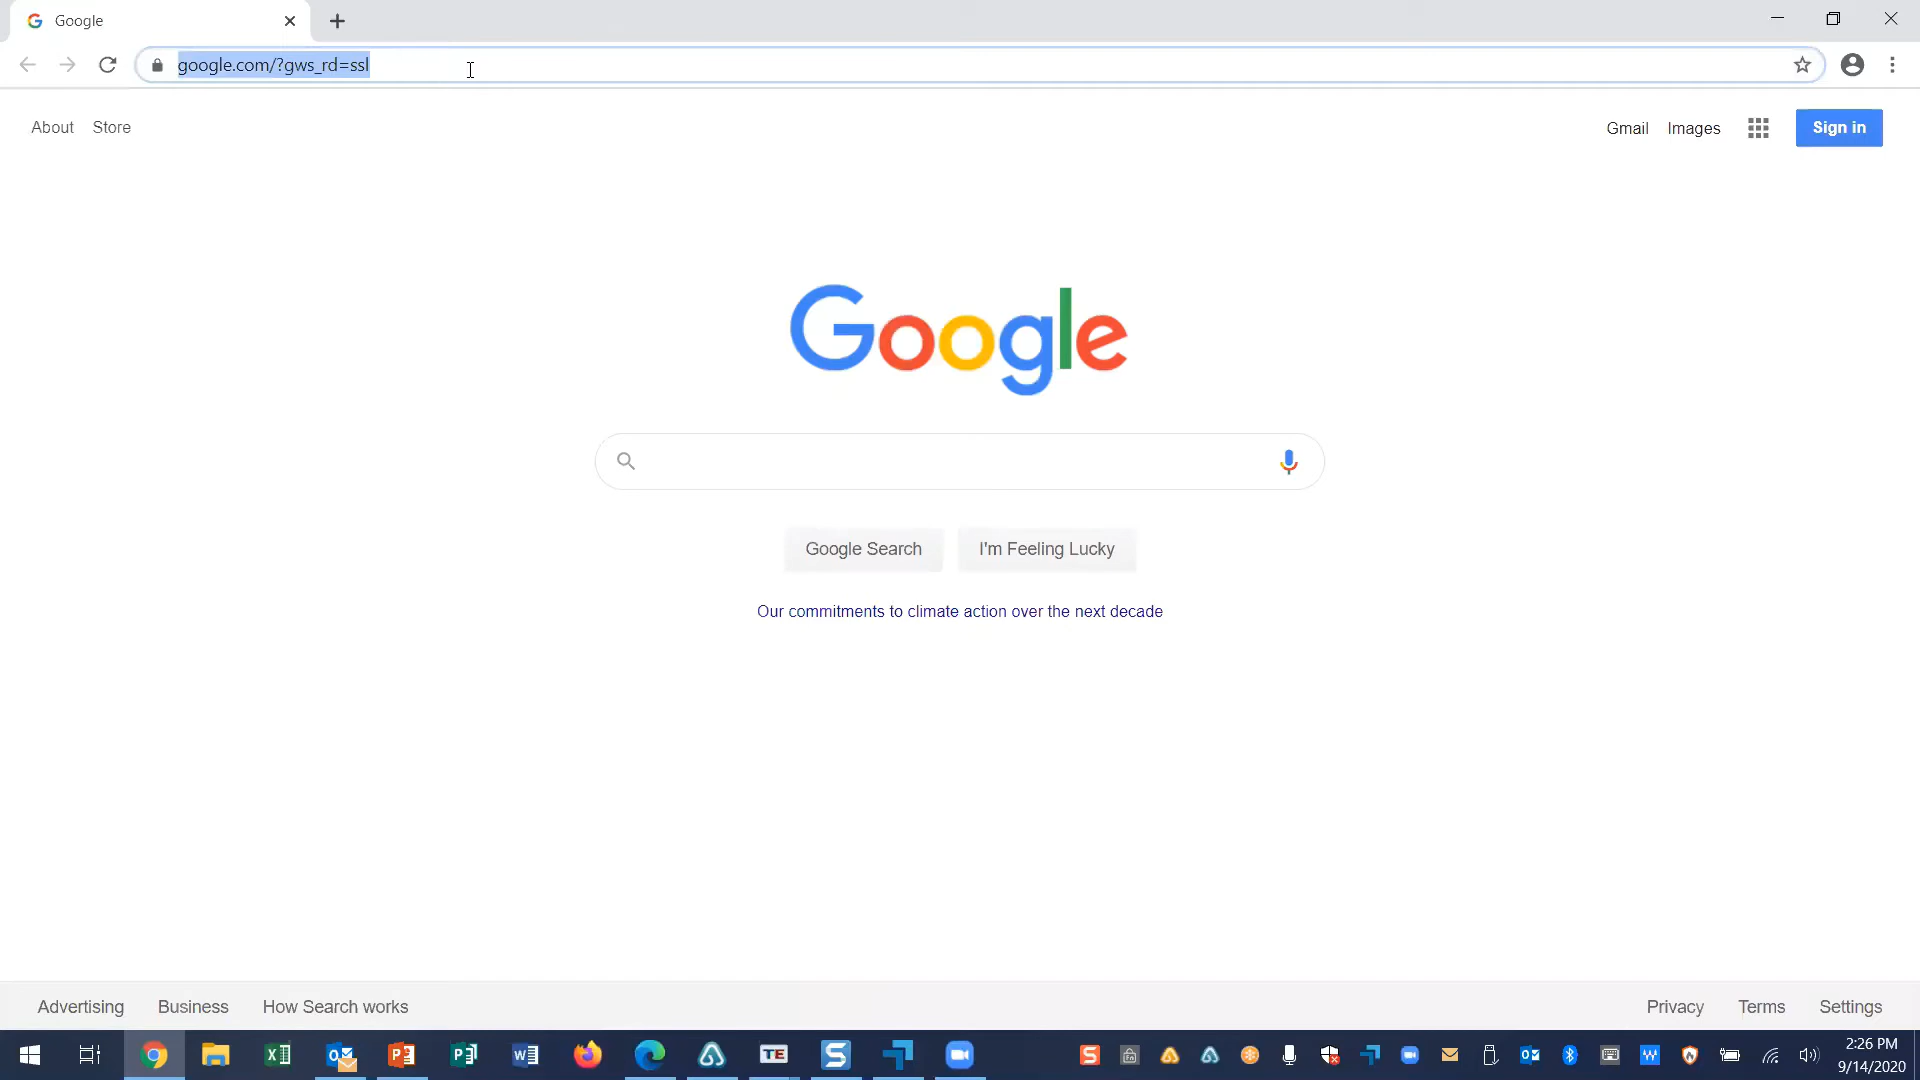 Google
google.com/?gws_rd=ssl
About Store
Gmail Images Sign in
Google
Google Search I'm Feeling Lucky
Our commitments to climate action over the next decade
Advertising Business How Search works
Privacy Terms Settings
TE
2:26 PM
9/14/2020